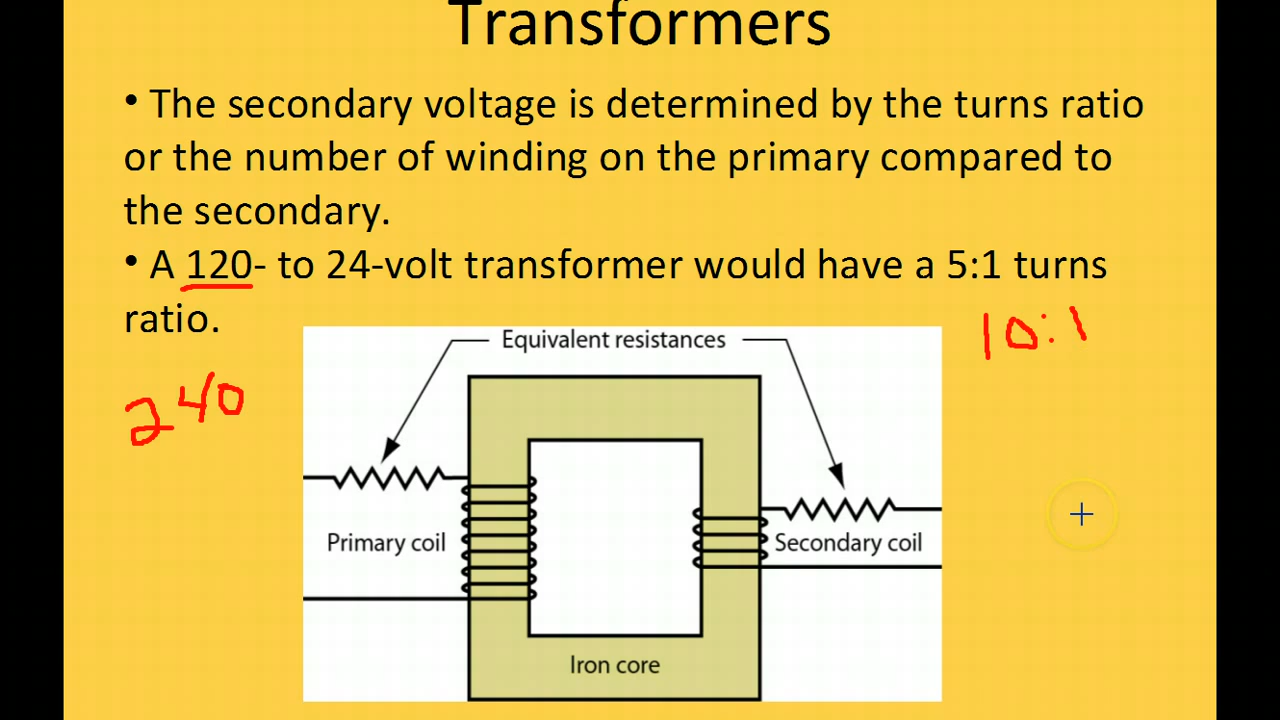 Transformers
• The secondary voltage is determined by the turns ratio
or the number of winding on the primary compared to
the secondary.
• A 120- to 24-volt transformer would have a 5:1 turns
ratio.
10:1
240
Equivalent resistances
Primary coil
Secondary coil
Iron core